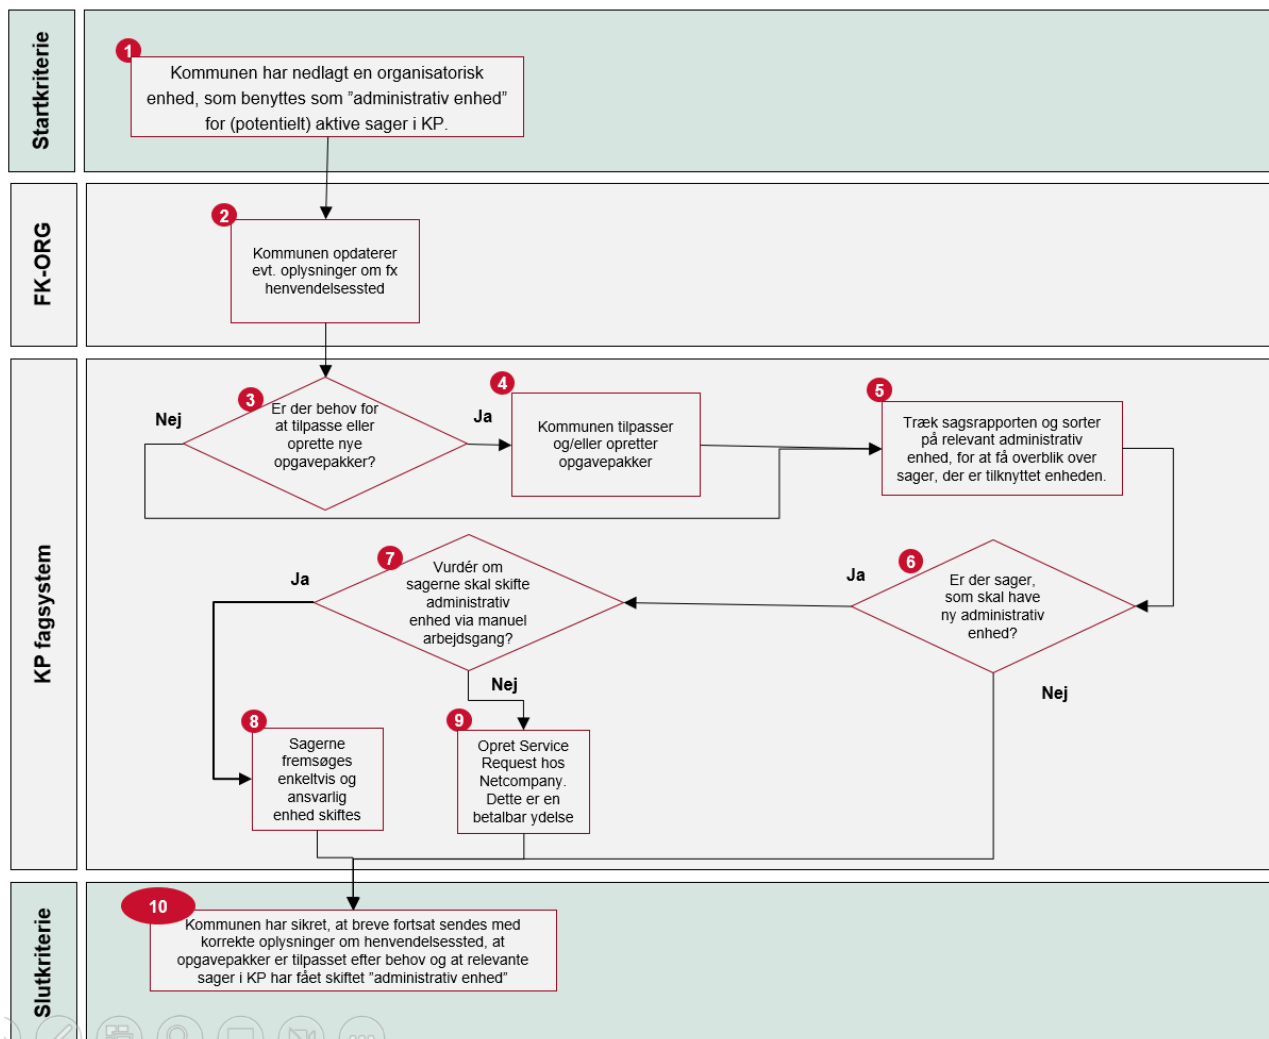 Startkriterie
1
Kommunen har nedlagt en organisatorisk
enhed, som benyttes som ”administrativ enhed”
for (potentielt) aktive sager i KP.
FK-ORG
2
Kommunen opdaterer
evt. oplysninger om fx
henvendelsessted
KP fagsystem
3
Er der behov for
at tilpasse eller
oprette nye
opgavepakker?
Nej
Ja
4
Kommunen tilpasser
og/eller opretter
opgavepakker
5
Træk sagsrapporten og sorter
på relevant administrativ
enhed, for at få overblik over
sager, der er tilknyttet enheden.
6
Er der sager,
som skal have
ny administrativ
enhed?
Ja
Nej
7
Vurdér om
sagerne skal skifte
administrativ
enhed via manuel
arbejdsgang?
Ja
Nej
8
Sagerne
fremsøges
enkeltvis og
ansvarlig
enhed skiftes
9
Opret Service
Request hos
Netcompany.
Dette er en
betalbar ydelse
Slutkriterie
10
Kommunen har sikret, at breve fortsat sendes med
korrekte oplysninger om henvendelsessted, at
opgavepakker er tilpasset efter behov og at relevante
sager i KP har fået skiftet ”administrativ enhed”